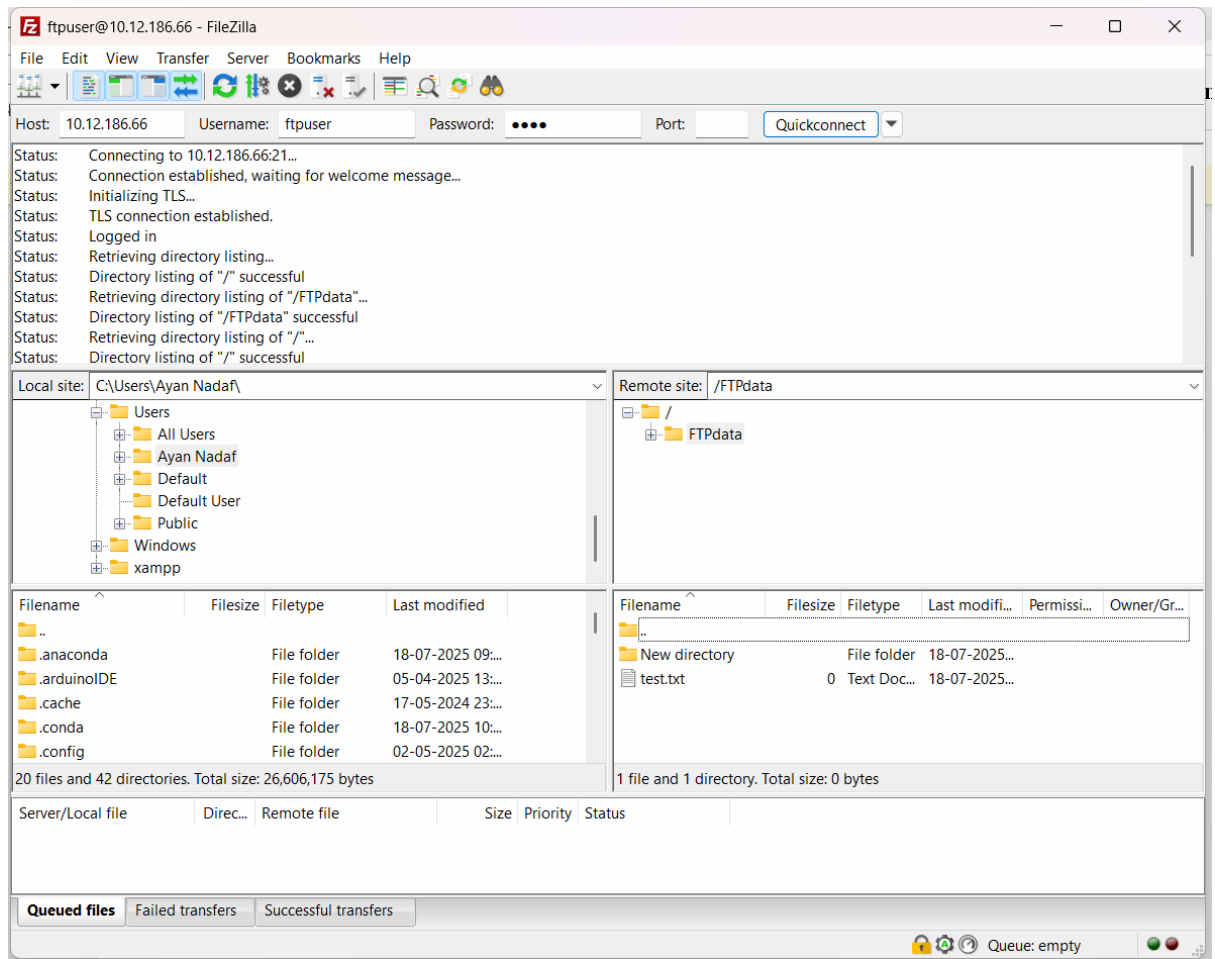 ftpuser@10.12.186.66 - FileZilla
File Edit View Transfer Server Bookmarks Help
Host: 10.12.186.66 Username: ftpuser Password: ●●●● Port: Quickconnect
Status: Connecting to 10.12.186.66:21...
Status: Connection established, waiting for welcome message...
Status: Initializing TLS...
Status: TLS connection established.
Status: Logged in
Status: Retrieving directory listing...
Status: Directory listing of "/" successful
Status: Retrieving directory listing of "/FTPdata"...
Status: Directory listing of "/FTPdata" successful
Status: Retrieving directory listing of "/"...
Status: Directory listing of "/" successful
Local site: C:\Users\Ayan Nadaf\
Users
All Users
Ayan Nadaf
Default
Default User
Public
Windows
xampp
Remote site: /FTPdata
/
FTPdata
Filename Filesize Filetype Last modified
..
.anaconda File folder 18-07-2025 09:...
.arduinoIDE File folder 05-04-2025 13:...
.cache File folder 17-05-2024 23:...
.conda File folder 18-07-2025 10:...
.config File folder 02-05-2025 02:...
20 files and 42 directories. Total size: 26,606,175 bytes
Filename Filesize Filetype Last modifi... Permissi... Owner/Gr...
..
New directory File folder 18-07-2025...
test.txt 0 Text Doc... 18-07-2025...
1 file and 1 directory. Total size: 0 bytes
Server/Local file Direc... Remote file Size Priority Status
Queued files Failed transfers Successful transfers
Queue: empty